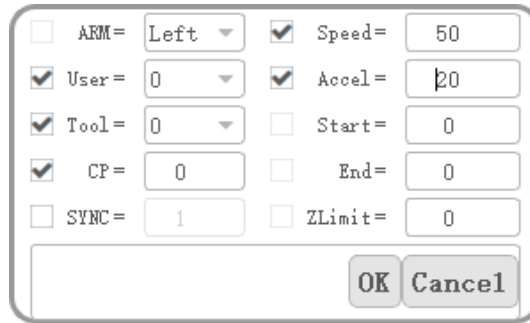 ARM= Left Speed= 50
User= 0 Accel= 20
Tool= 0 Start= 0
CP= 0 End= 0
SYNC= 1 ZLimit= 0
OK Cancel